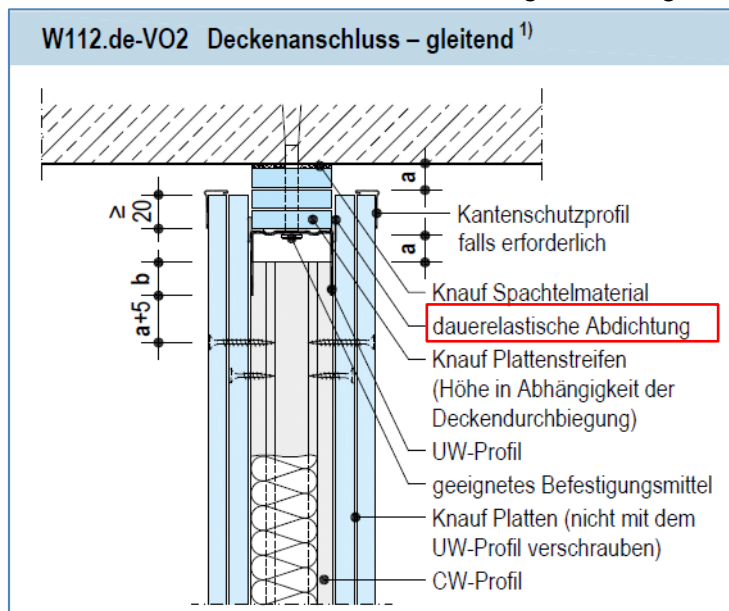 W112.de-VO2 Deckenanschluss – gleitend 1)
a
≥ 20
Kantenschutzprofil
falls erforderlich
a
b
Knauf Spachtelmaterial
a+5
dauerelastische Abdichtung
Knauf Plattenstreifen
(Höhe in Abhängigkeit der
Deckendurchbiegung)
UW-Profil
geeignetes Befestigungsmittel
Knauf Platten (nicht mit dem
UW-Profil verschrauben)
CW-Profil